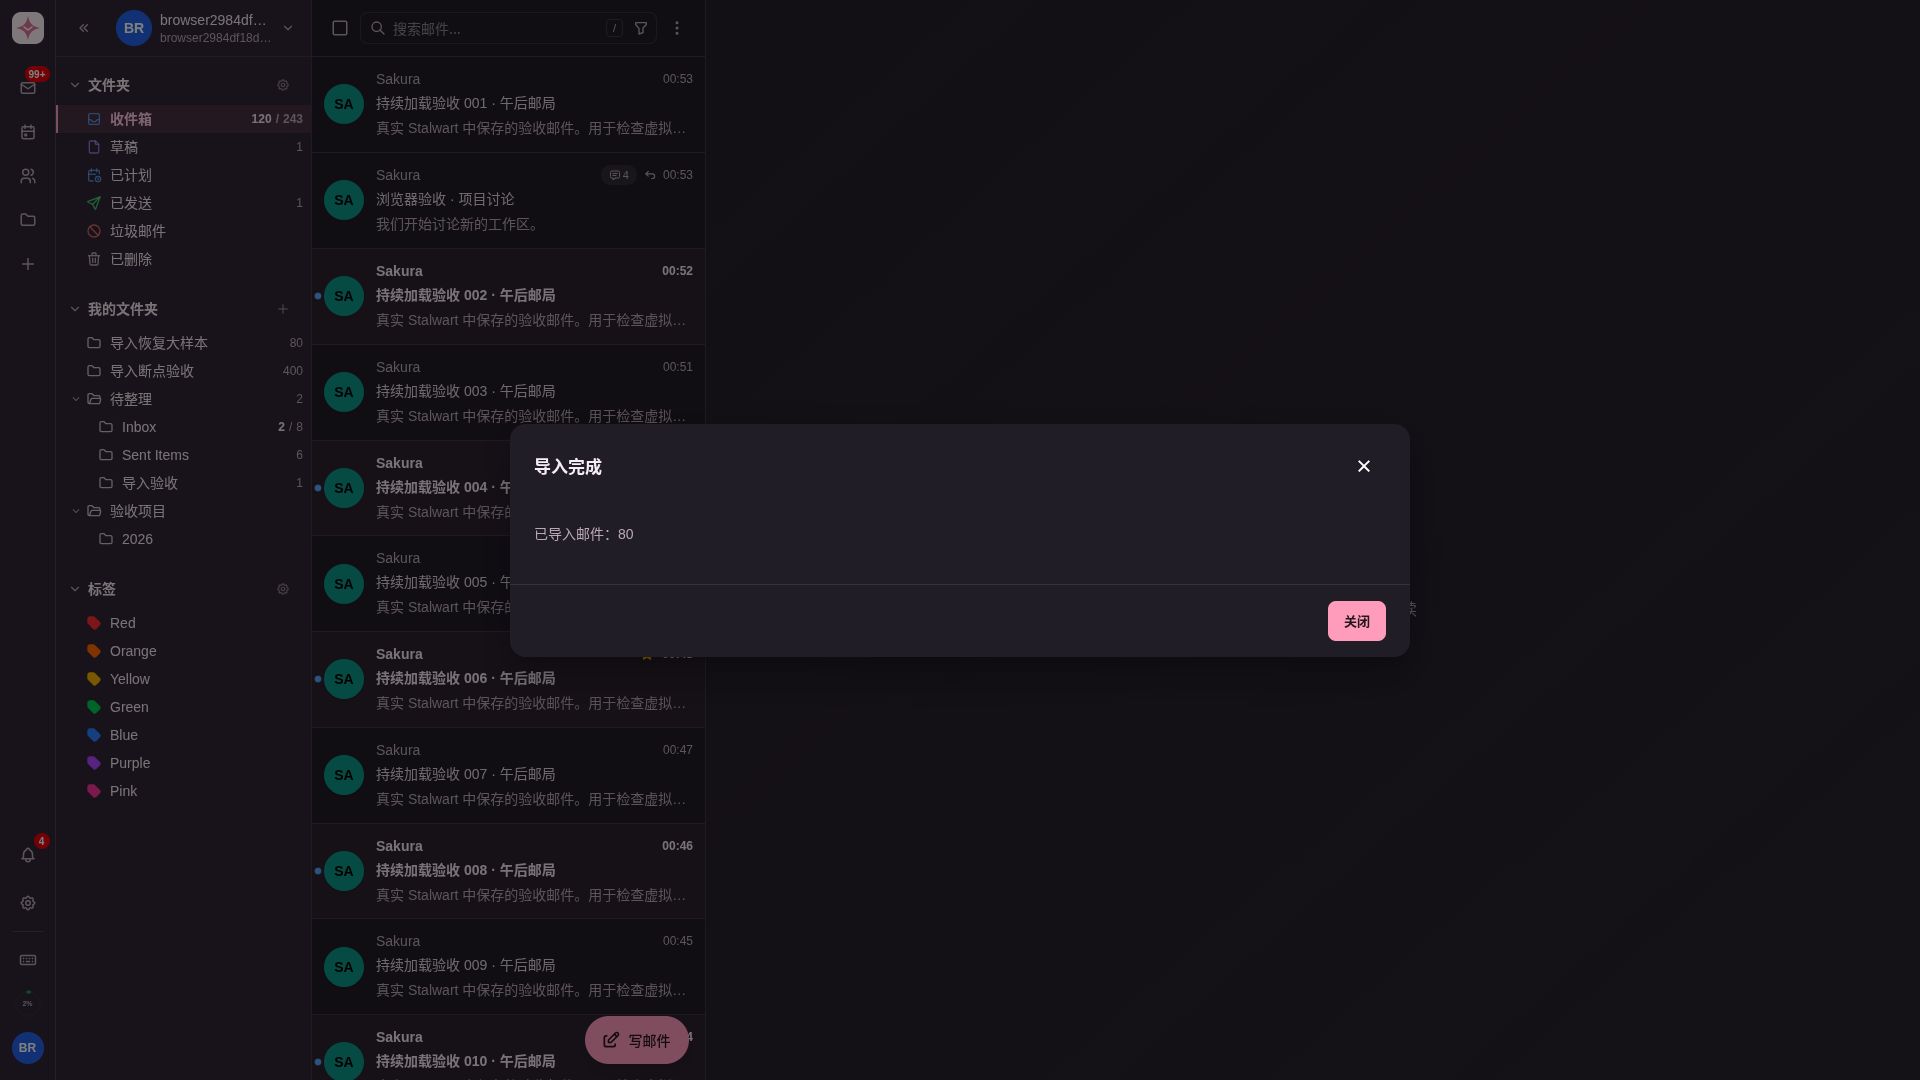 99+
4
2%
BR
BR
browser2984df...
browser2984df18d...
文件夹
收件箱 120 / 243
草稿 1
已计划
已发送 1
垃圾邮件
已删除
我的文件夹
导入恢复大样本 80
导入断点验收 400
待整理 2
Inbox 2 / 8
Sent Items 6
导入验收 1
验收项目
2026
标签
Red
Orange
Yellow
Green
Blue
Purple
Pink
搜索邮件... /
SA
Sakura 00:53
持续加载验收 001 · 午后邮局
真实 Stalwart 中保存的验收邮件。用于检查虚拟...
SA
Sakura 4 00:53
浏览器验收 · 项目讨论
我们开始讨论新的工作区。
SA
Sakura 00:52
持续加载验收 002 · 午后邮局
真实 Stalwart 中保存的验收邮件。用于检查虚拟...
SA
Sakura 00:51
持续加载验收 003 · 午后邮局
真实 Stalwart 中保存的验收邮件。用于检查虚拟...
SA
Sakura
持续加载验收 004 · 午
真实 Stalwart 中保存的
SA
Sakura
持续加载验收 005 · 午
真实 Stalwart 中保存的
SA
Sakura
持续加载验收 006 · 午后邮局
真实 Stalwart 中保存的验收邮件。用于检查虚拟...
SA
Sakura 00:47
持续加载验收 007 · 午后邮局
真实 Stalwart 中保存的验收邮件。用于检查虚拟...
SA
Sakura 00:46
持续加载验收 008 · 午后邮局
真实 Stalwart 中保存的验收邮件。用于检查虚拟...
SA
Sakura 00:45
持续加载验收 009 · 午后邮局
真实 Stalwart 中保存的验收邮件。用于检查虚拟...
SA
Sakura 4
持续加载验收 010 · 午后邮局
写邮件
导入完成
已导入邮件：80
关闭